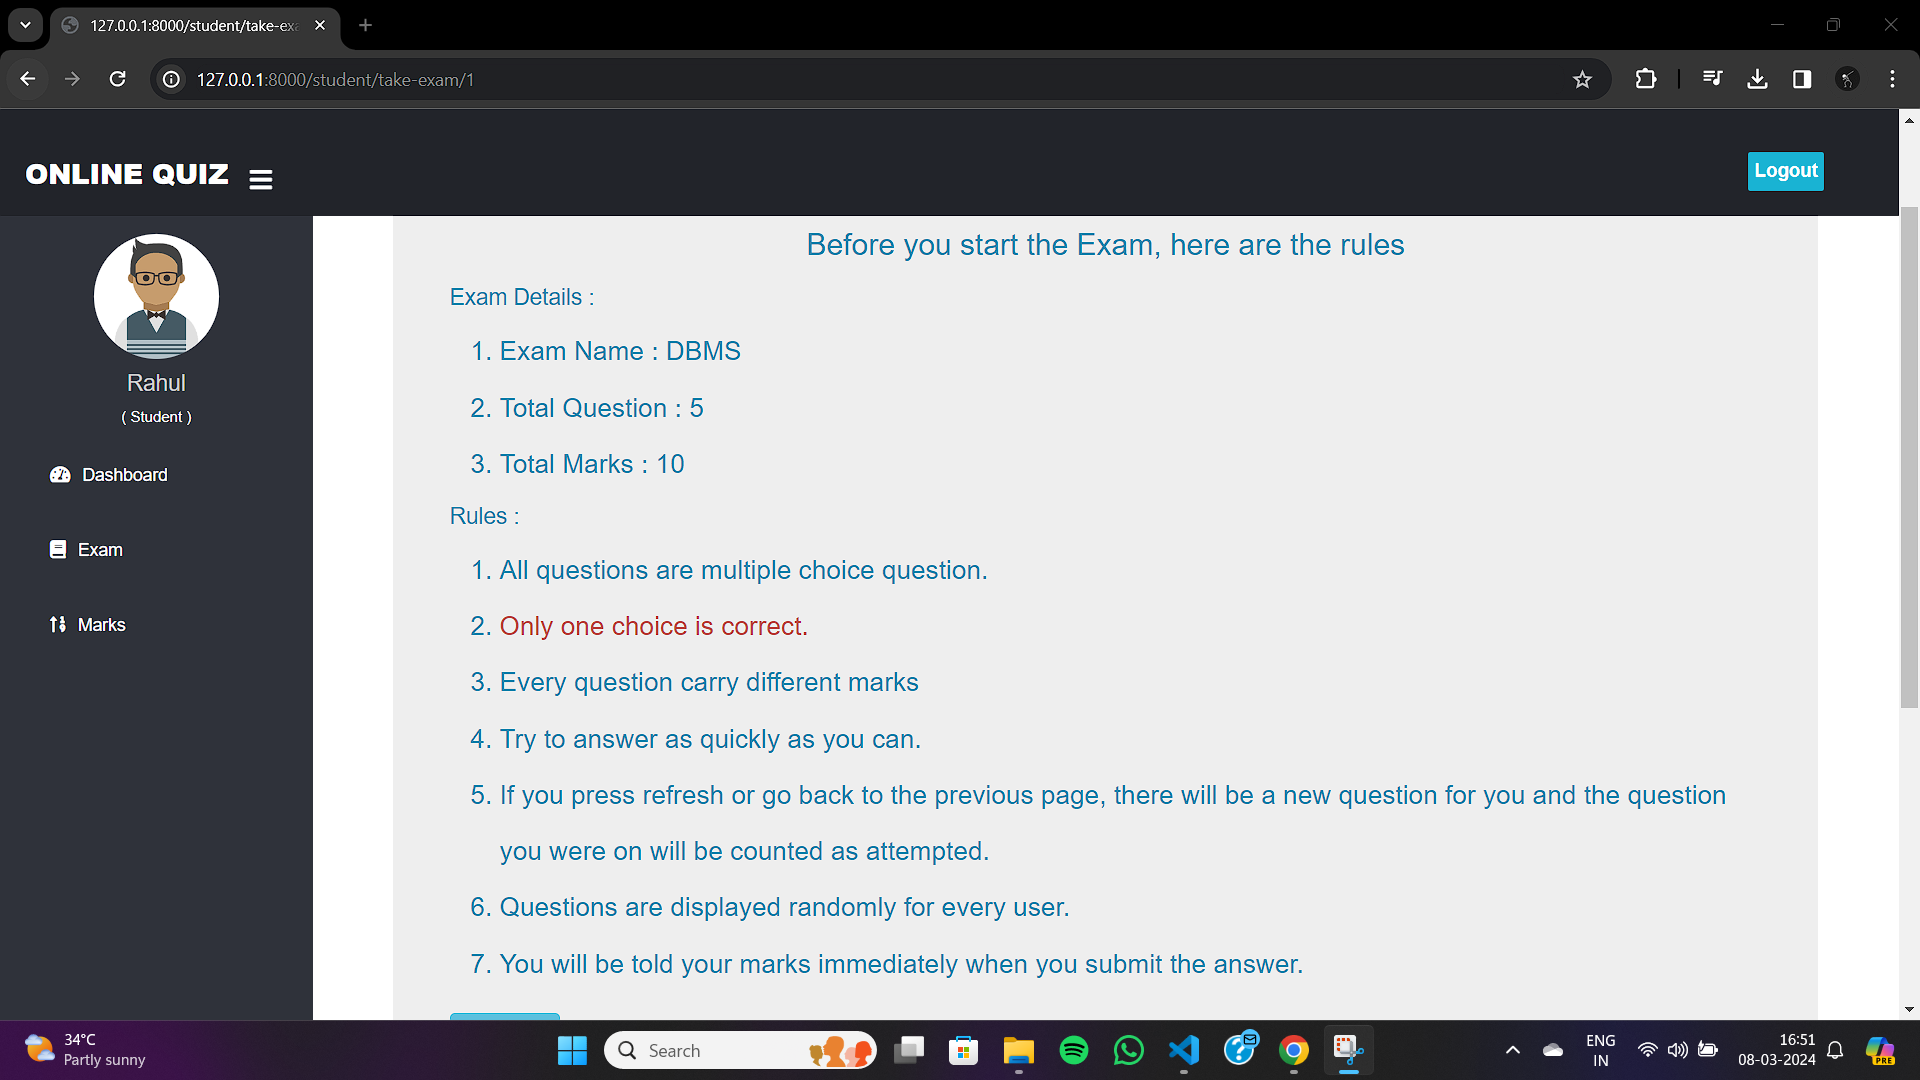 127.0.0.1:8000/student/take-exa
127.0.0.1:8000/student/take-exam/1
ONLINE QUIZ
Logout
Rahul
( Student )
Dashboard
Exam
Marks
Before you start the Exam, here are the rules
Exam Details :
1. Exam Name : DBMS
2. Total Question : 5
3. Total Marks : 10
Rules :
1. All questions are multiple choice question.
2. Only one choice is correct.
3. Every question carry different marks
4. Try to answer as quickly as you can.
5. If you press refresh or go back to the previous page, there will be a new question for you and the question
you were on will be counted as attempted.
6. Questions are displayed randomly for every user.
7. You will be told your marks immediately when you submit the answer.
34°C
Partly sunny
Search
ENG
IN
16:51
08-03-2024
PRE